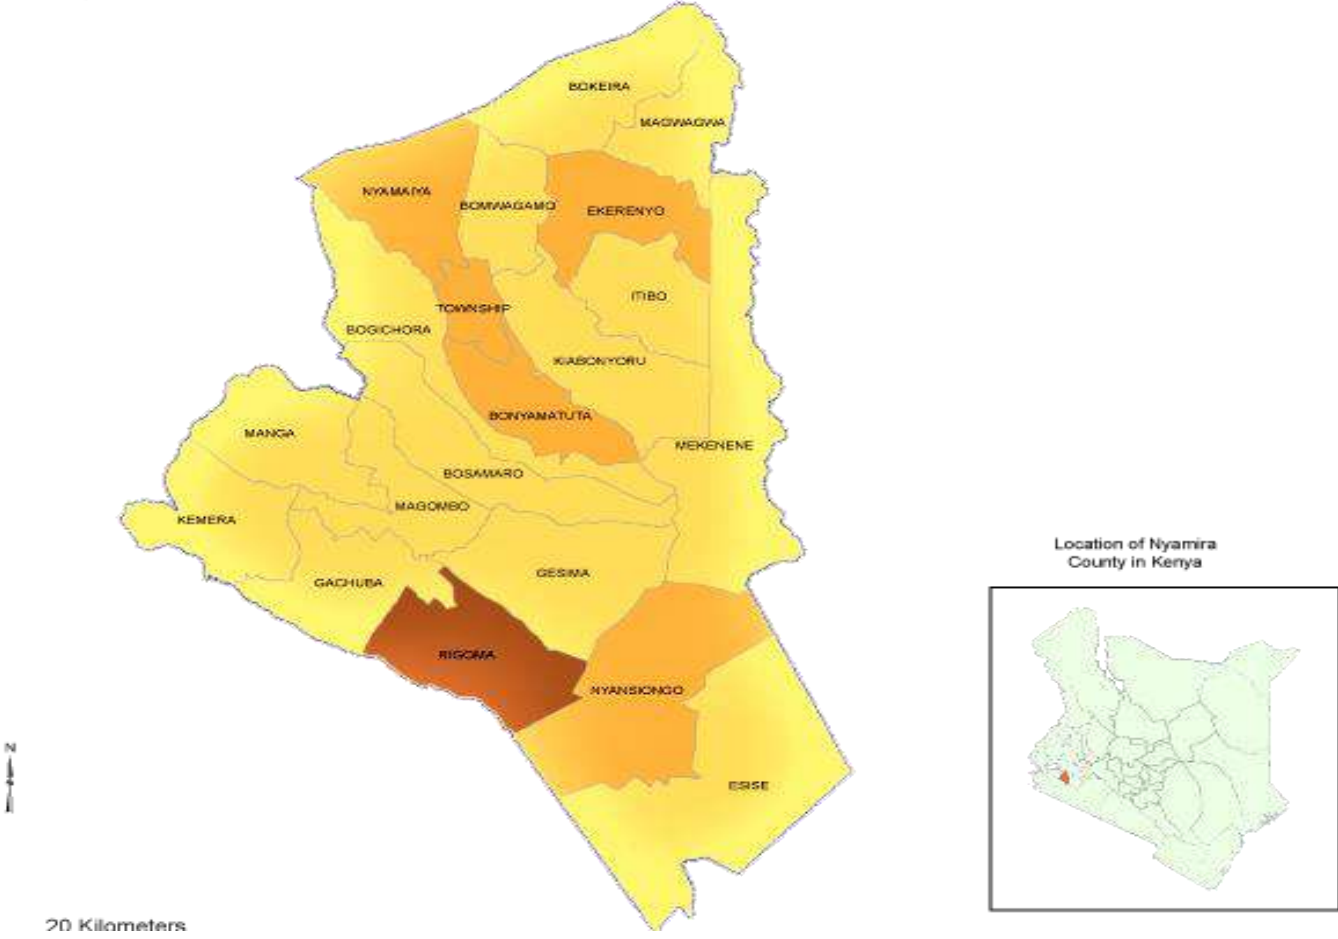 BOKEIRA
MAGWAGWA
NYAMAIYA
BOMWAGAMO
EKERENYO
ITIBO
TOWNSHIP
BOGICHORA
KIABONYORU
BONYAMATUTA
MANGA
MEKENENE
BOSAMARO
MAGOMBO
KEMERA
GESIMA
GACHUBA
RIGOMA
NYANSIONGO
ESISE
Location of Nyamira
County in Kenya
N
20 Kilometers